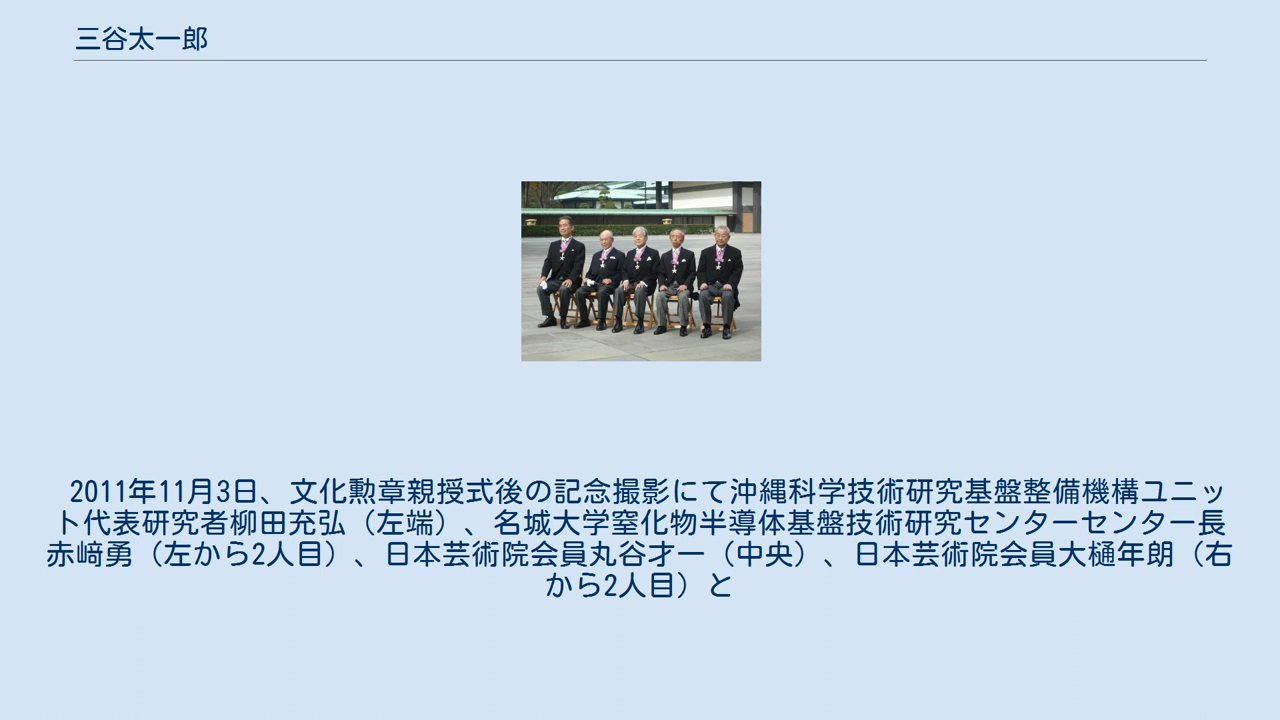 三谷太一郎
2011年11月3日、文化勲章親授式後の記念撮影にて沖縄科学技術研究基盤整備機構ユニッ
ト代表研究者柳田充弘（左端）、名城大学窒化物半導体基盤技術研究センターセンター長
赤﨑勇（左から2人目）、日本芸術院会員丸谷才一（中央）、日本芸術院会員大樋年朗（右
から2人目）と